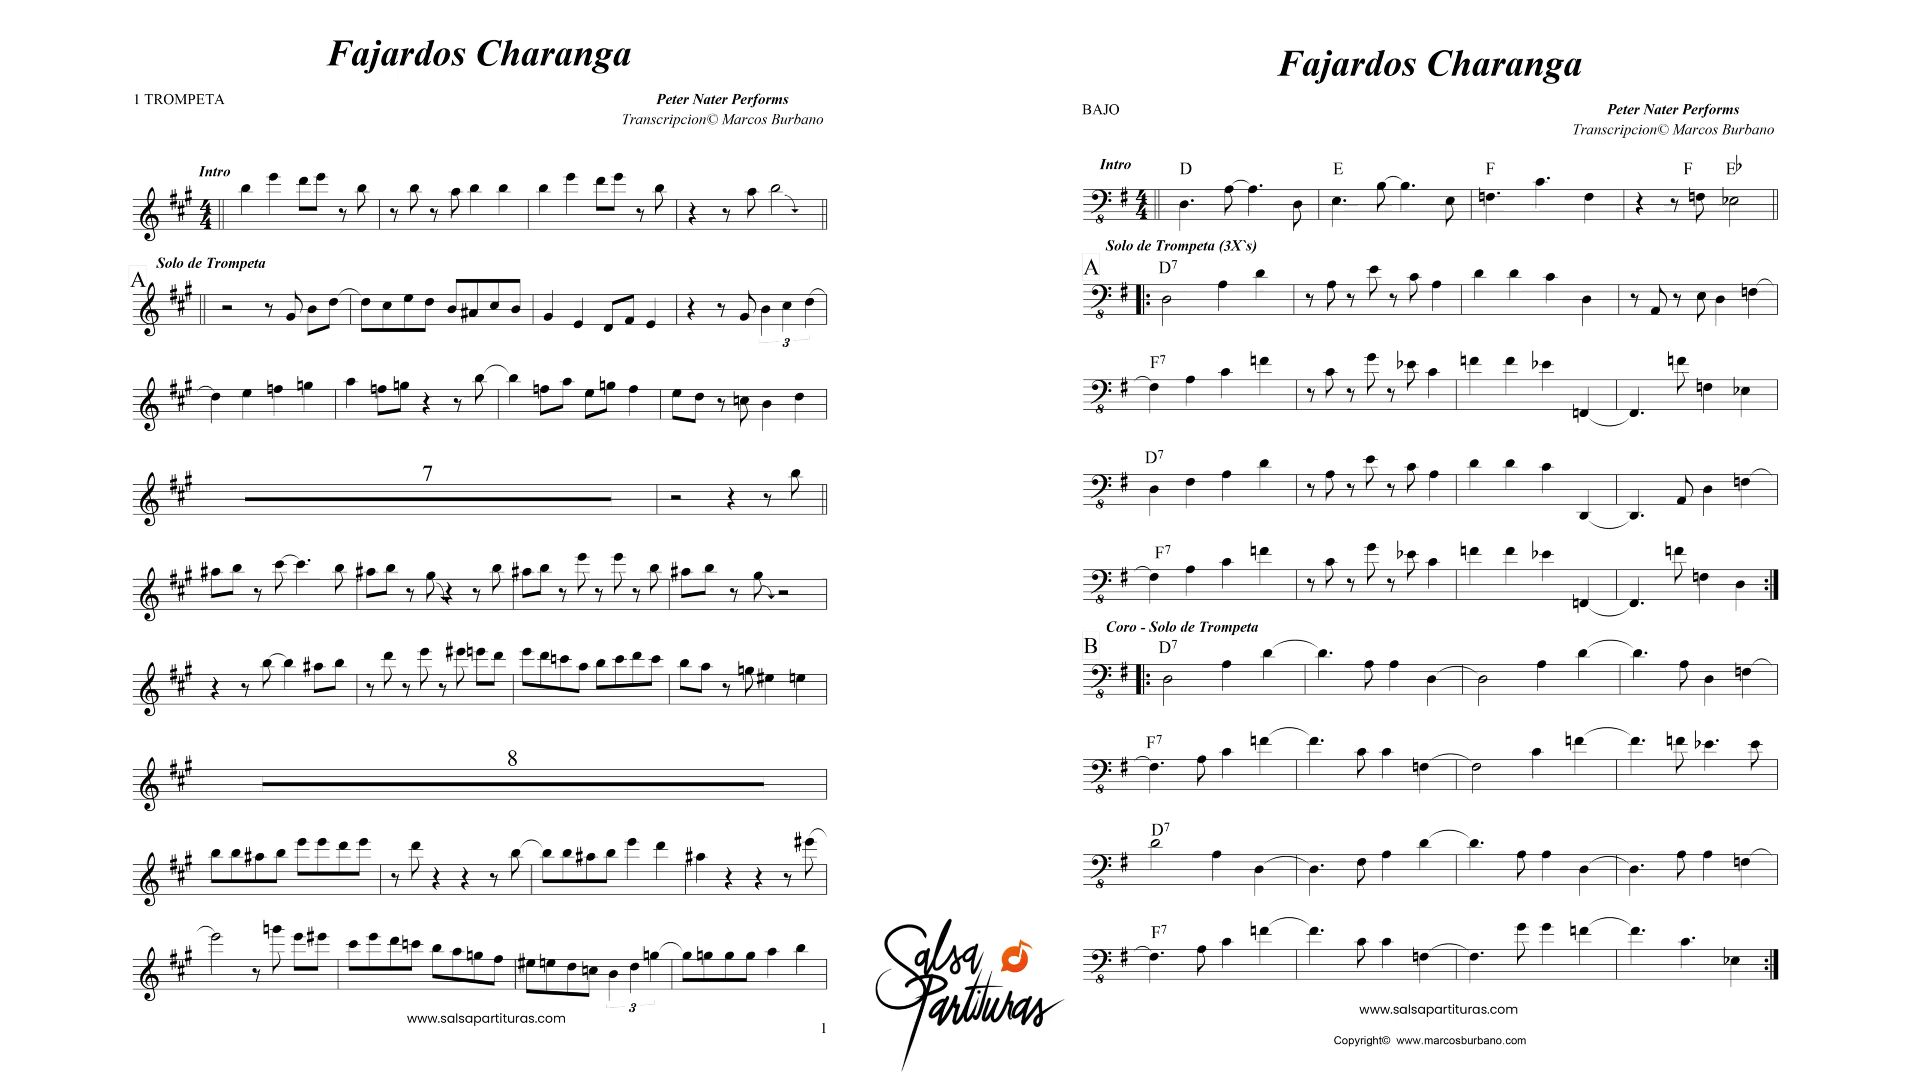 Fajardos Charanga
1 TROMPETA
Peter Nater Performs
Transcripcion© Marcos Burbano
Intro
Solo de Trompeta
A
3
7
8
3
www.salsapartituras.com
1
Salsa
Partituras
Fajardos Charanga
BAJO
Peter Nater Performs
Transcripcion© Marcos Burbano
Intro
D E F F E♭
Solo de Trompeta (3X`s)
A D7
F7
D7
F7
Coro - Solo de Trompeta
B D7
F7
D7
F7
www.salsapartituras.com
Copyright© www.marcosburbano.com